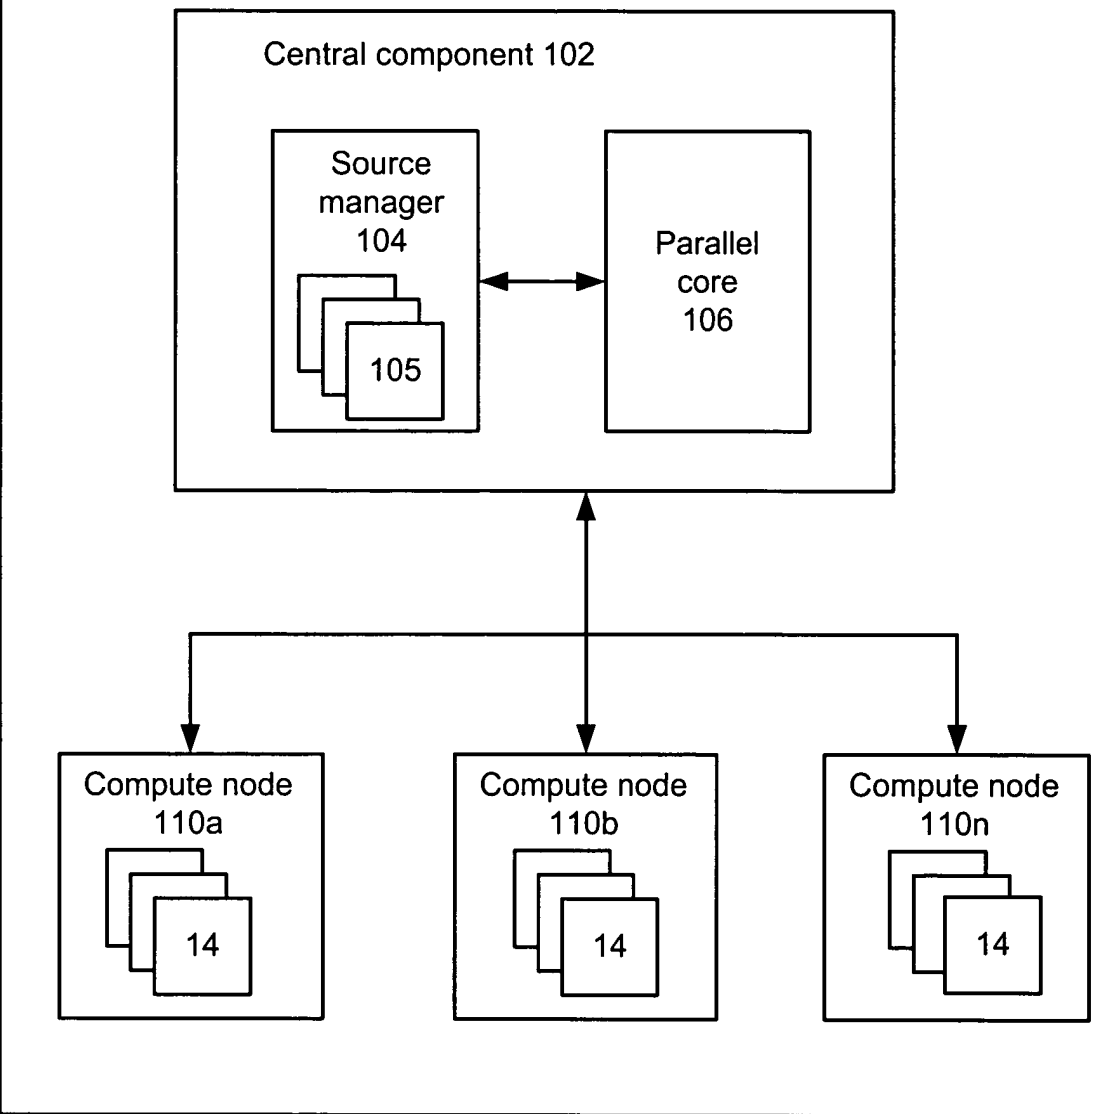 Central component 102
Source
manager
104
105
Parallel
core
106
Compute node
110a
14
Compute node
110b
14
Compute node
110n
14